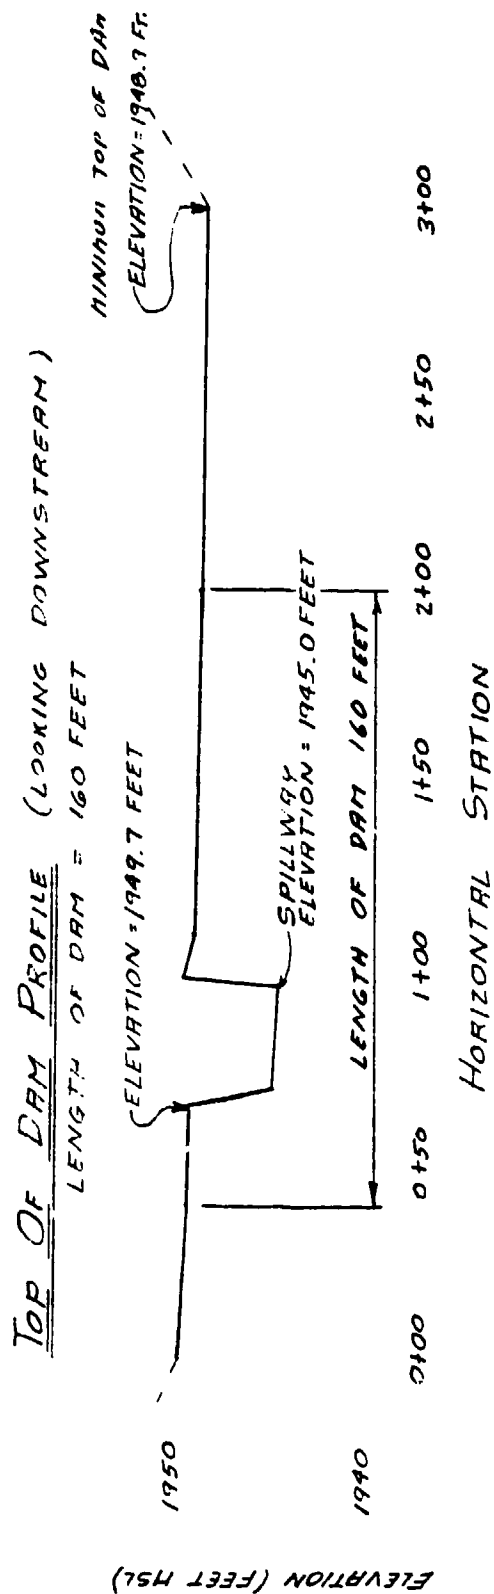 TOP OF DAM PROFILE (LOOKING DOWNSTREAM)
LENGTH OF DAM = 160 FEET
MINIMUM TOP OF DAM
ELEVATION = 1948.7 FT.
ELEVATION = 1949.7 FEET
SPILLWAY
ELEVATION = 1945.0 FEET
LENGTH OF DAM 160 FEET
ELEVATION (FEET MSL)
1950
1940
0+00
0+50
1+00
1+50
2+00
2+50
3+00
HORIZONTAL STATION